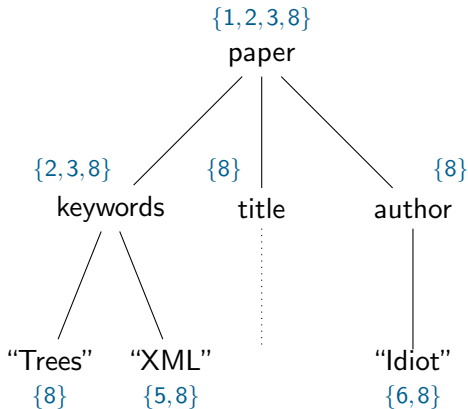 {1, 2, 3, 8}
paper
{2, 3, 8} {8} {8}
keywords title author
“Trees” “XML” “Idiot”
{8} {5, 8} {6, 8}